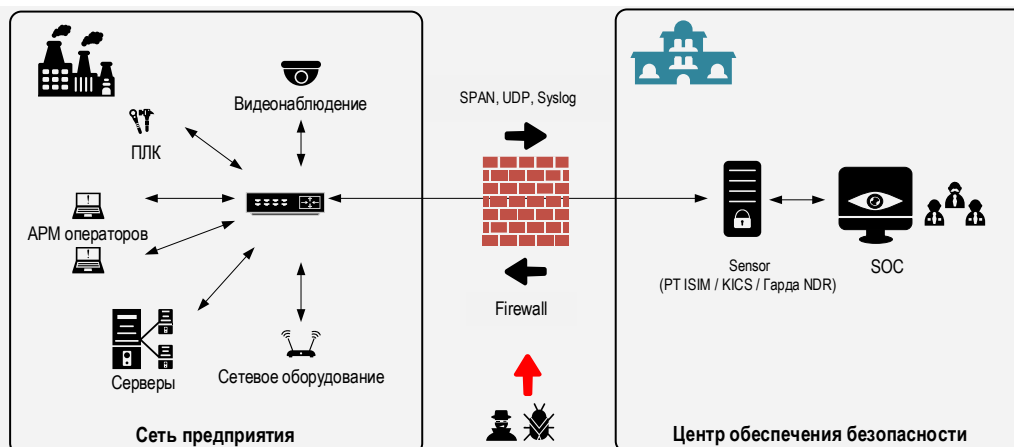 Видеонаблюдение
ПЛК
АРМ операторов
Серверы
Сетевое оборудование
Сеть предприятия
SPAN, UDP, Syslog
Firewall
Sensor
(PT ISIM / KICS / Гарда NDR)
SOC
Центр обеспечения безопасности